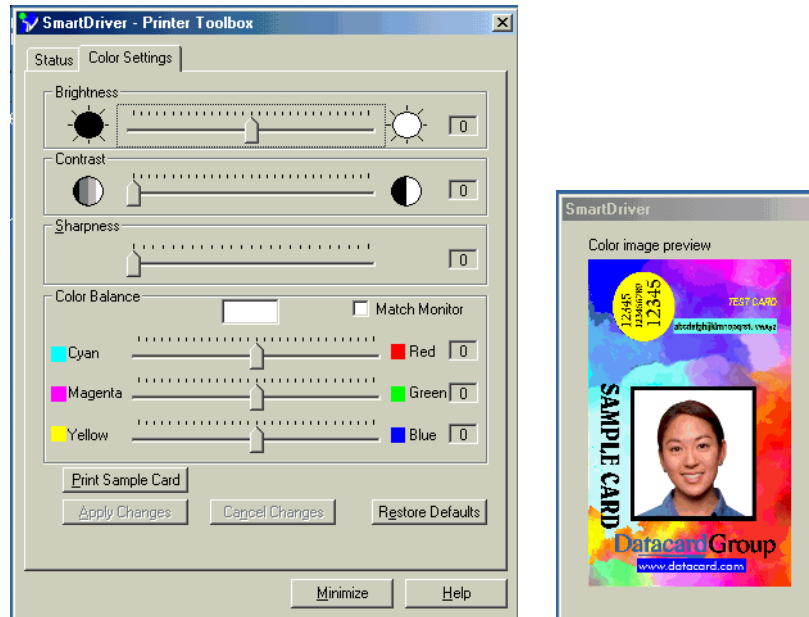 SmartDriver - Printer Toolbox
Status
Color Settings
Brightness
0
Contrast
0
Sharpness
0
Color Balance
Match Monitor
Cyan
Red
0
Magenta
Green
0
Yellow
Blue
0
Print Sample Card
Apply Changes
Cancel Changes
Restore Defaults
Minimize
Help
SmartDriver
Color image preview
12345
1234567890
12345
TEST CARD
SAMPLE CARD
DatacardGroup
www.datacard.com